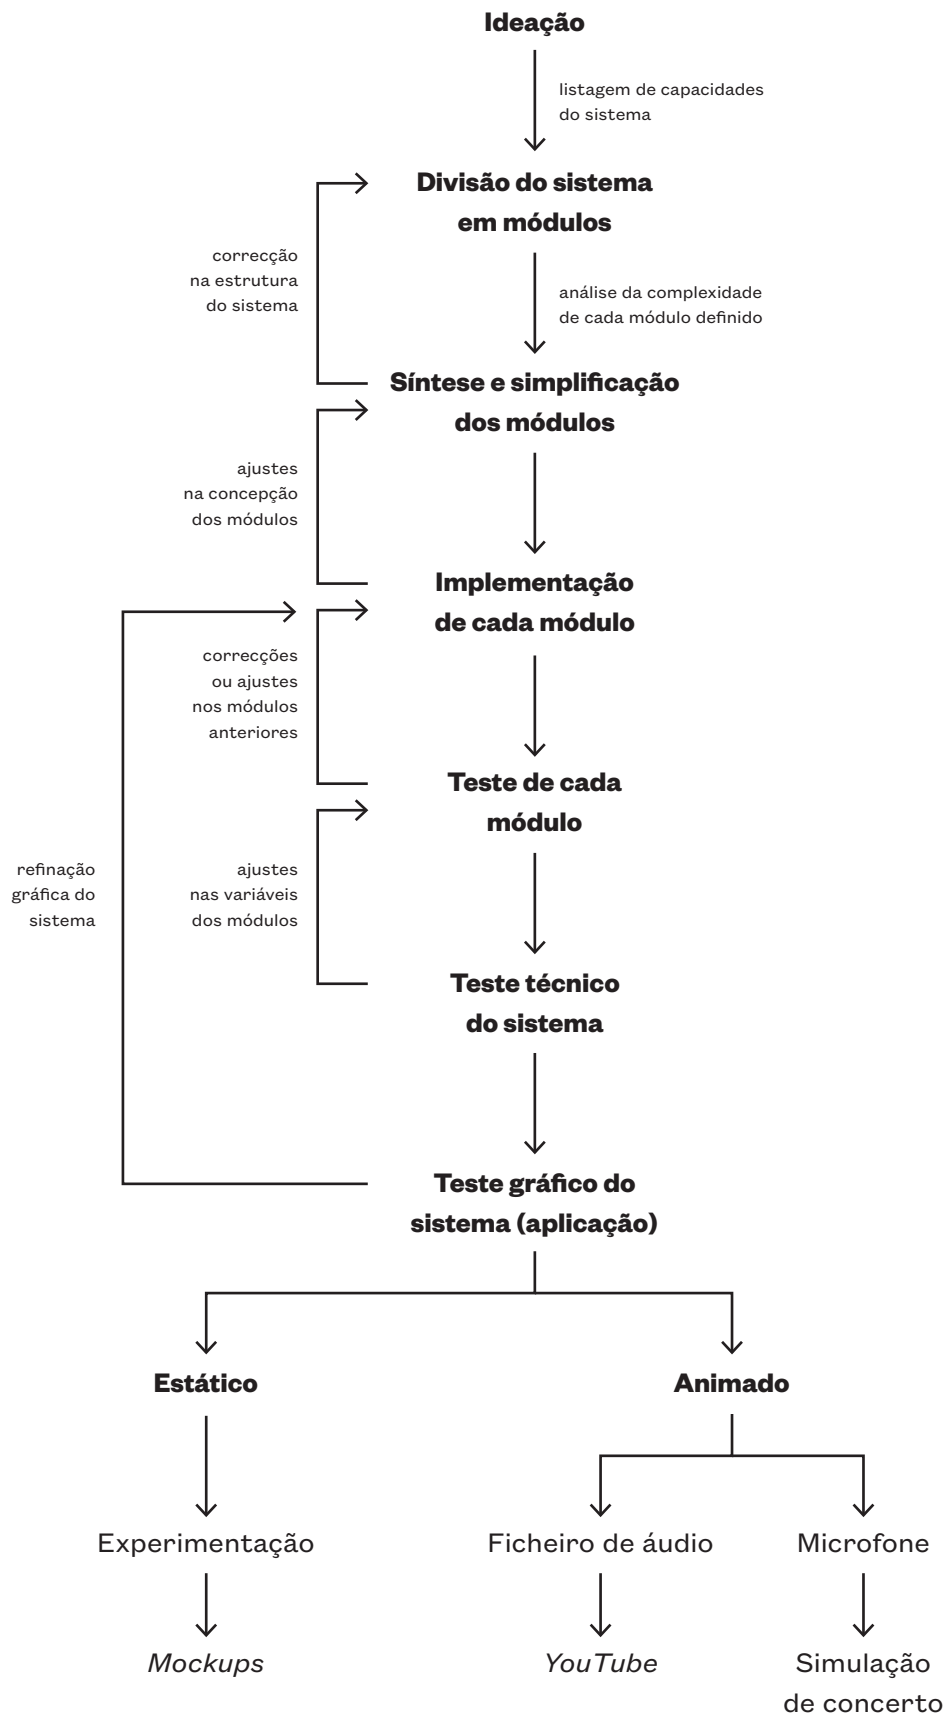 Ideação
listagem de capacidades
do sistema
Divisão do sistema
em módulos
correcção
na estrutura
do sistema
análise da complexidade
de cada módulo definido
Síntese e simplificação
dos módulos
ajustes
na concepção
dos módulos
Implementação
de cada módulo
correcções
ou ajustes
nos módulos
anteriores
Teste de cada
módulo
refinação
gráfica do
sistema
ajustes
nas variáveis
dos módulos
Teste técnico
do sistema
Teste gráfico do
sistema (aplicação)
Estático
Animado
Experimentação
Ficheiro de áudio
Microfone
Mockups
YouTube
Simulação
de concerto